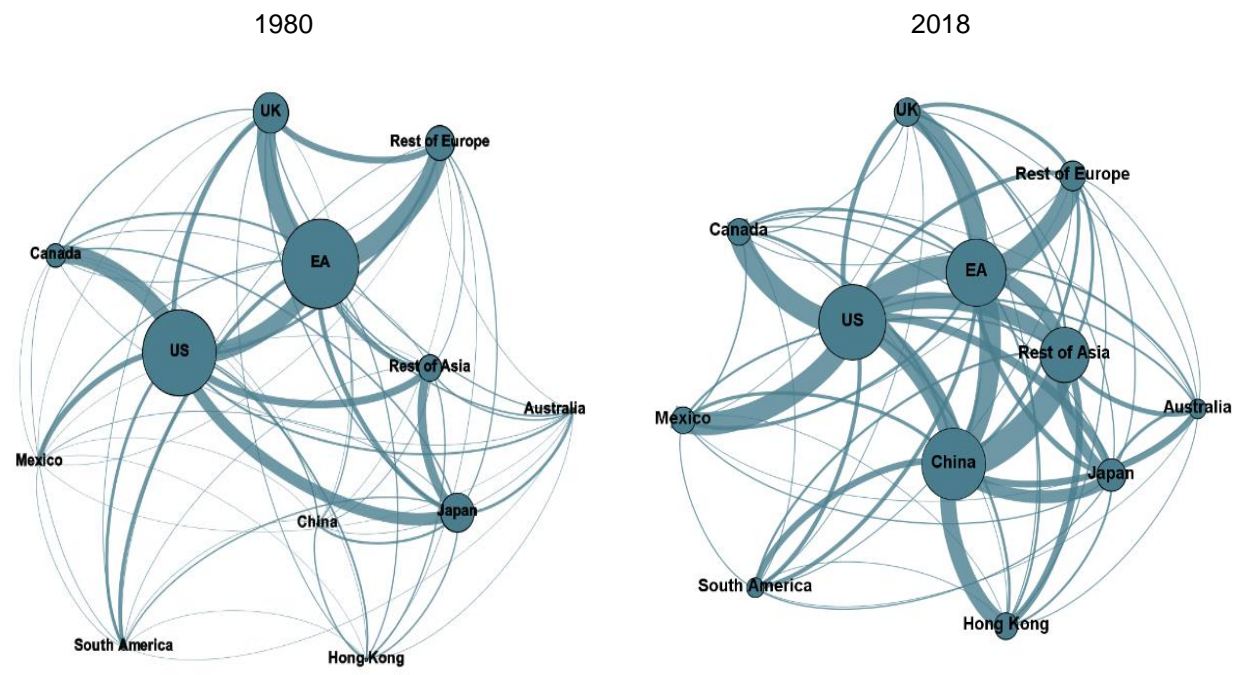 1980
UK
Rest of Europe
Canada
EA
US
Rest of Asia
Australia
Mexico
China
Japan
South America
Hong Kong
2018
UK
Rest of Europe
Canada
EA
US
Rest of Asia
Australia
Mexico
China
Japan
South America
Hong Kong